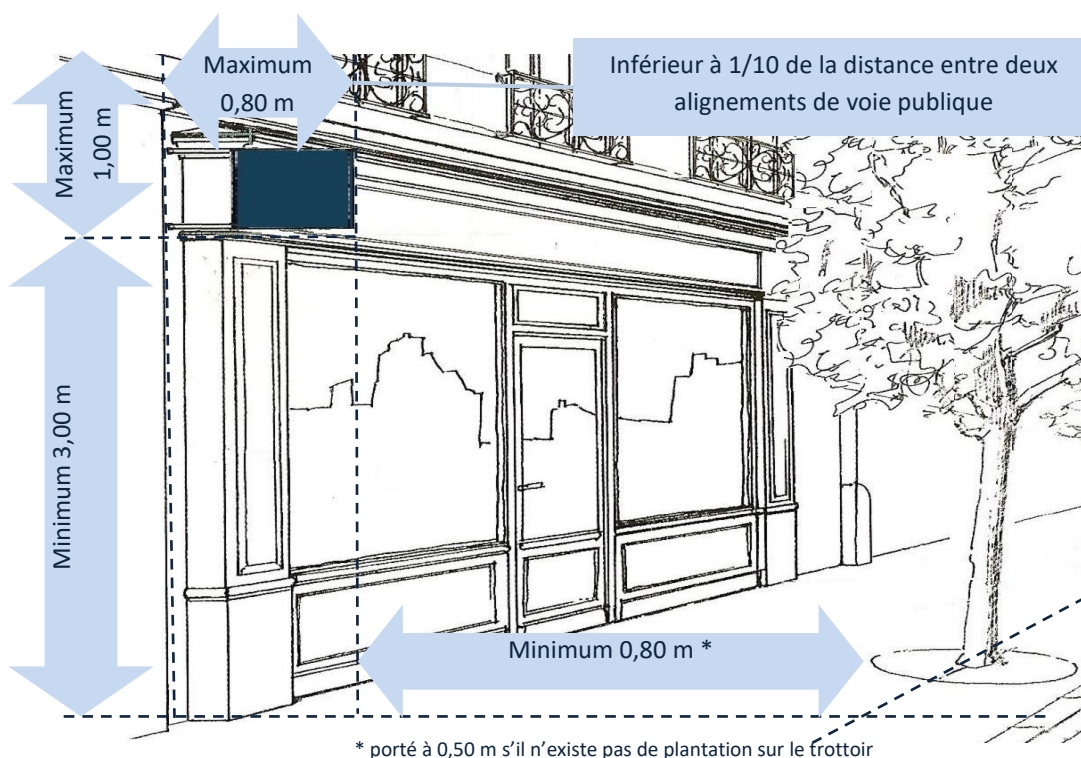 Maximum
0,80 m
Inférieur à 1/10 de la distance entre deux
alignements de voie publique
Maximum
1,00 m
Minimum 3,00 m
Minimum 0,80 m *
* porté à 0,50 m s’il n’existe pas de plantation sur le trottoir